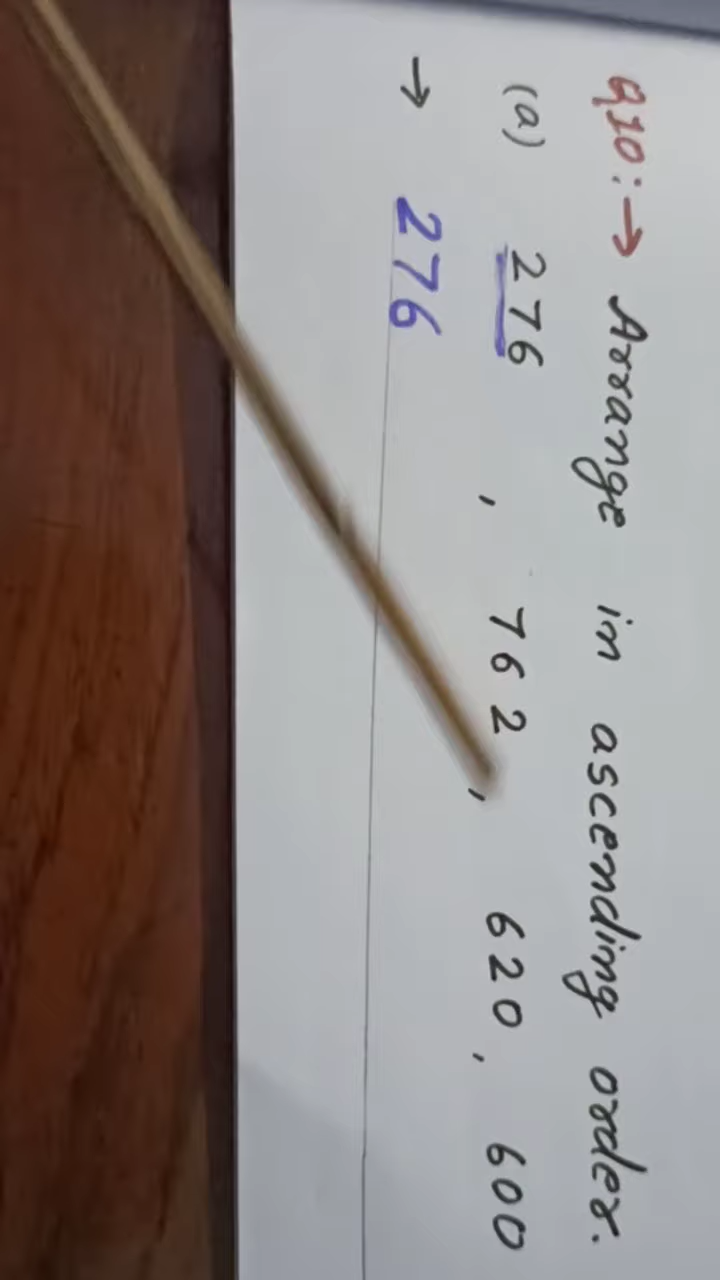 Q10:→ Arrange in ascending order.
(a) 276 , 762 , 620 , 600
→ 276